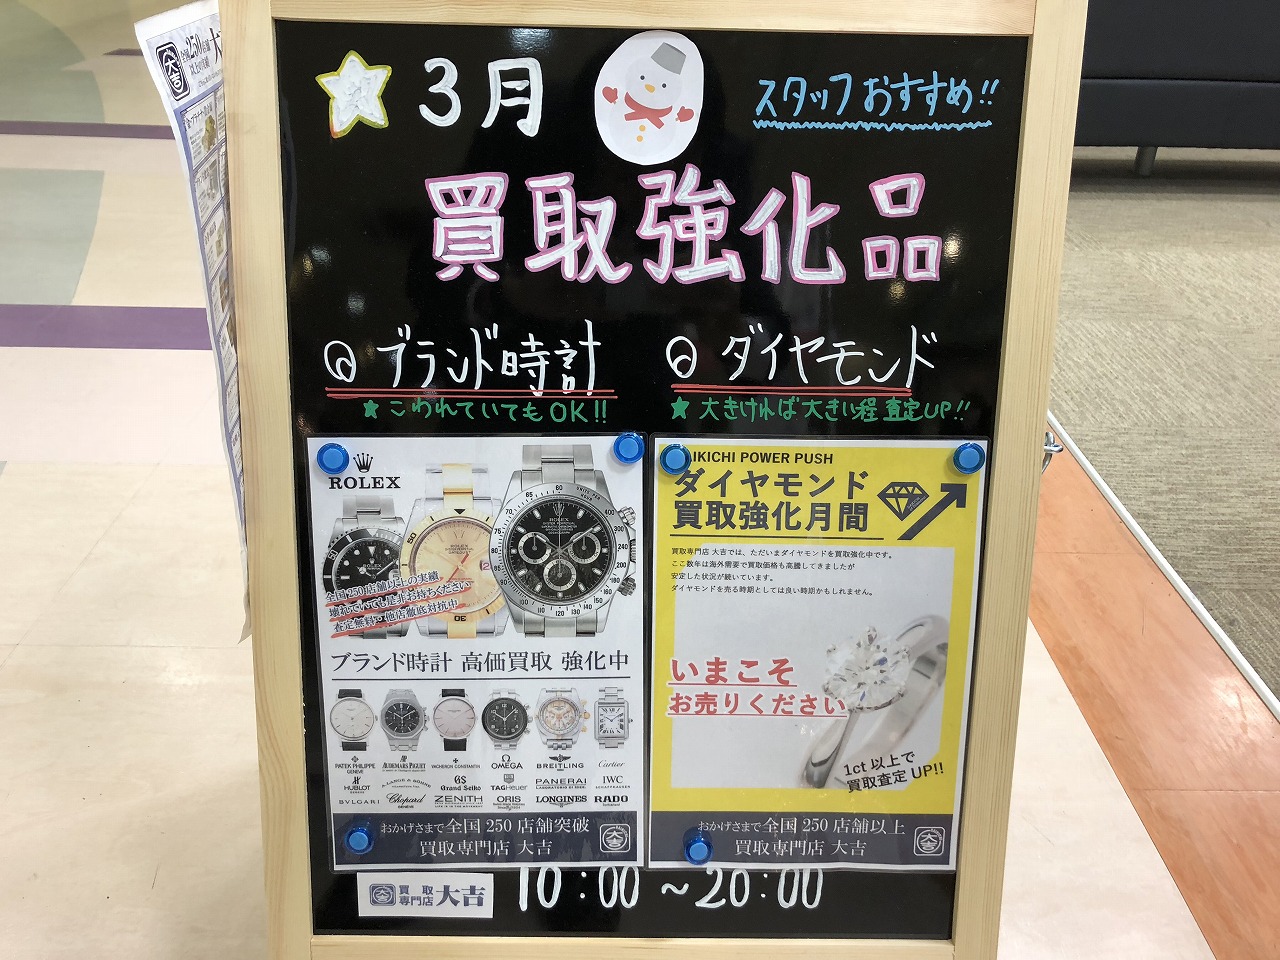 全国250店舗
3月
スタッフおすすめ!!
買取強化品
◎ ブランド時計
★ こわれていてもOK!!
◎ ダイヤモンド
★ 大きければ大きい程査定UP!!
ROLEX
全国250店舗以上の実績
壊れていても是非お持ちください
査定無料・他店徹底対抗中
ブランド時計 高価買取 強化中
PATEK PHILIPPE
GENEVE
AUDEMARS PIGUET
VACHERON CONSTANTIN
OMEGA
BREITLING
Cartier
HUBLOT
GENEVE
A. LANGE & SÖHNE
GS
Grand Seiko
TAGHeuer
PANERAI
IWC
SCHAFFHAUSEN
BVLGARI
Chopard
ZENITH
ORIS
LONGINES
RADO
おかげさまで全国250店舗突破
買取専門店 大吉
IKICHI POWER PUSH
ダイヤモンド
買取強化月間
買取専門店 大吉では、ただいまダイヤモンドを買取強化中です。
ここ数年は海外需要で買取価格も高騰してきましたが
安定した状況が続いています。
ダイヤモンドを売る時期としては良い時期かもしれません。
いまこそ
お売りください
1ct以上で
買取査定UP!!
おかげさまで全国250店舗以上
買取専門店 大吉
買取
専門店
大吉
10:00～20:00